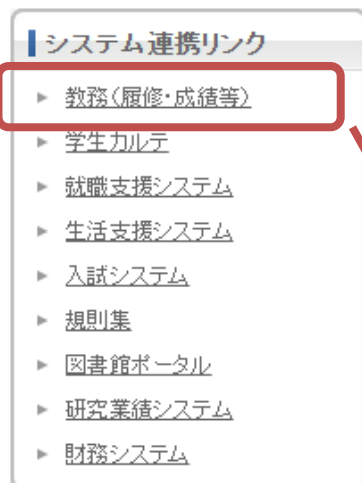 システム連携リンク
教務(履修・成績等)
学生カルテ
就職支援システム
生活支援システム
入試システム
規則集
図書館ポータル
研究業績システム
財務システム